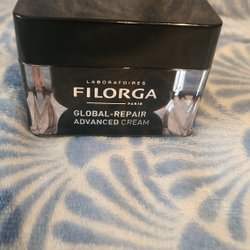 LABORATOIRES
FILORGA
PARIS
GLOBAL-REPAIR
ADVANCED CREAM